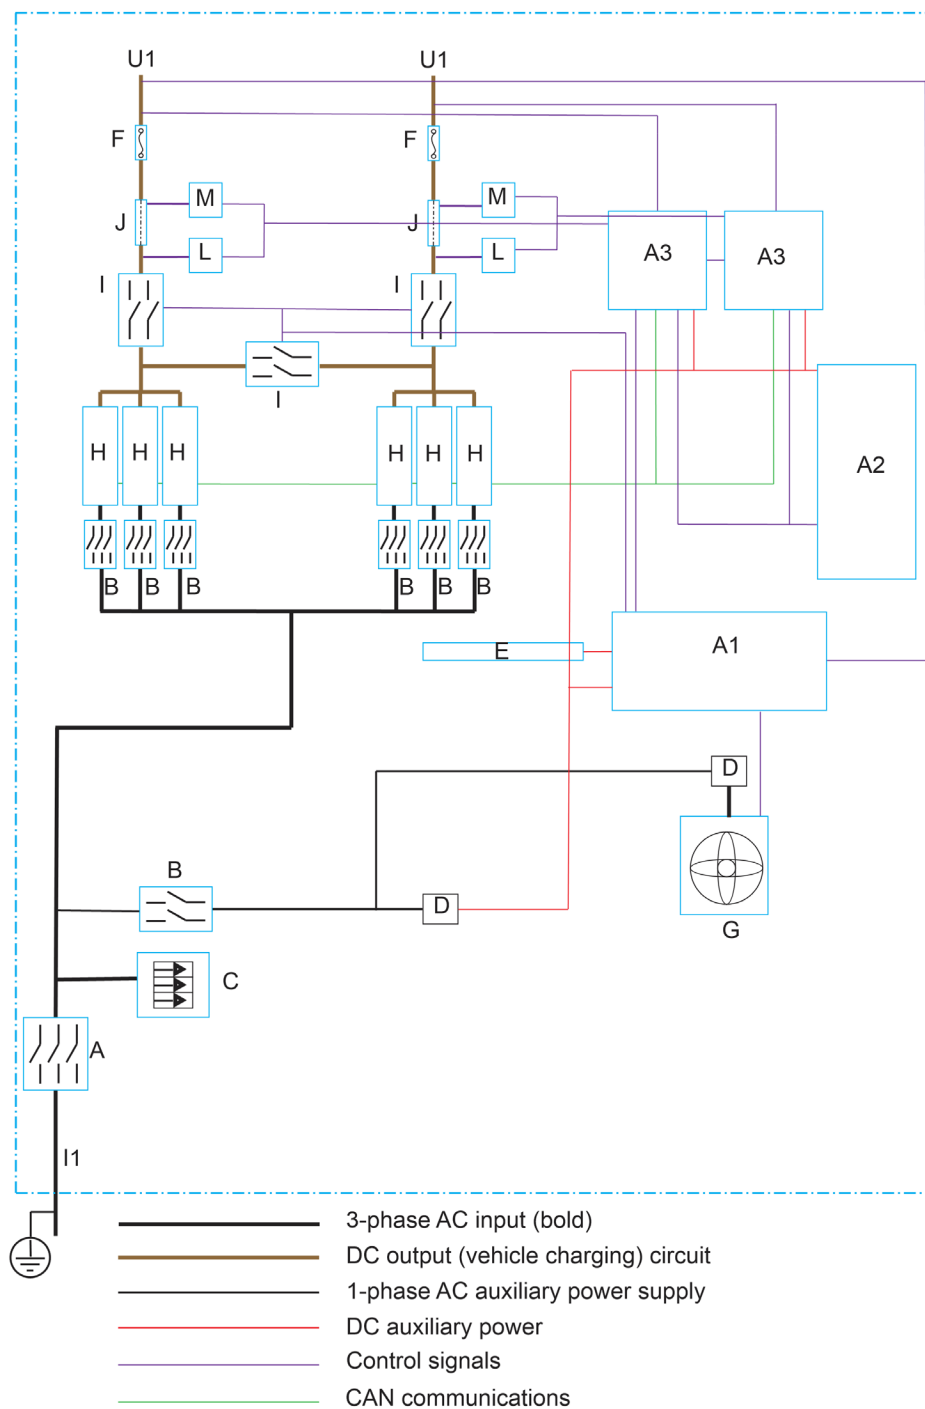 U1 U1
F F
M M
J J
L L
A3 A3
I I
I
H H H H H H
A2
B B B B B B
E
A1
D
B
D
G
C
A
I1
3-phase AC input (bold)
DC output (vehicle charging) circuit
1-phase AC auxiliary power supply
DC auxiliary power
Control signals
CAN communications